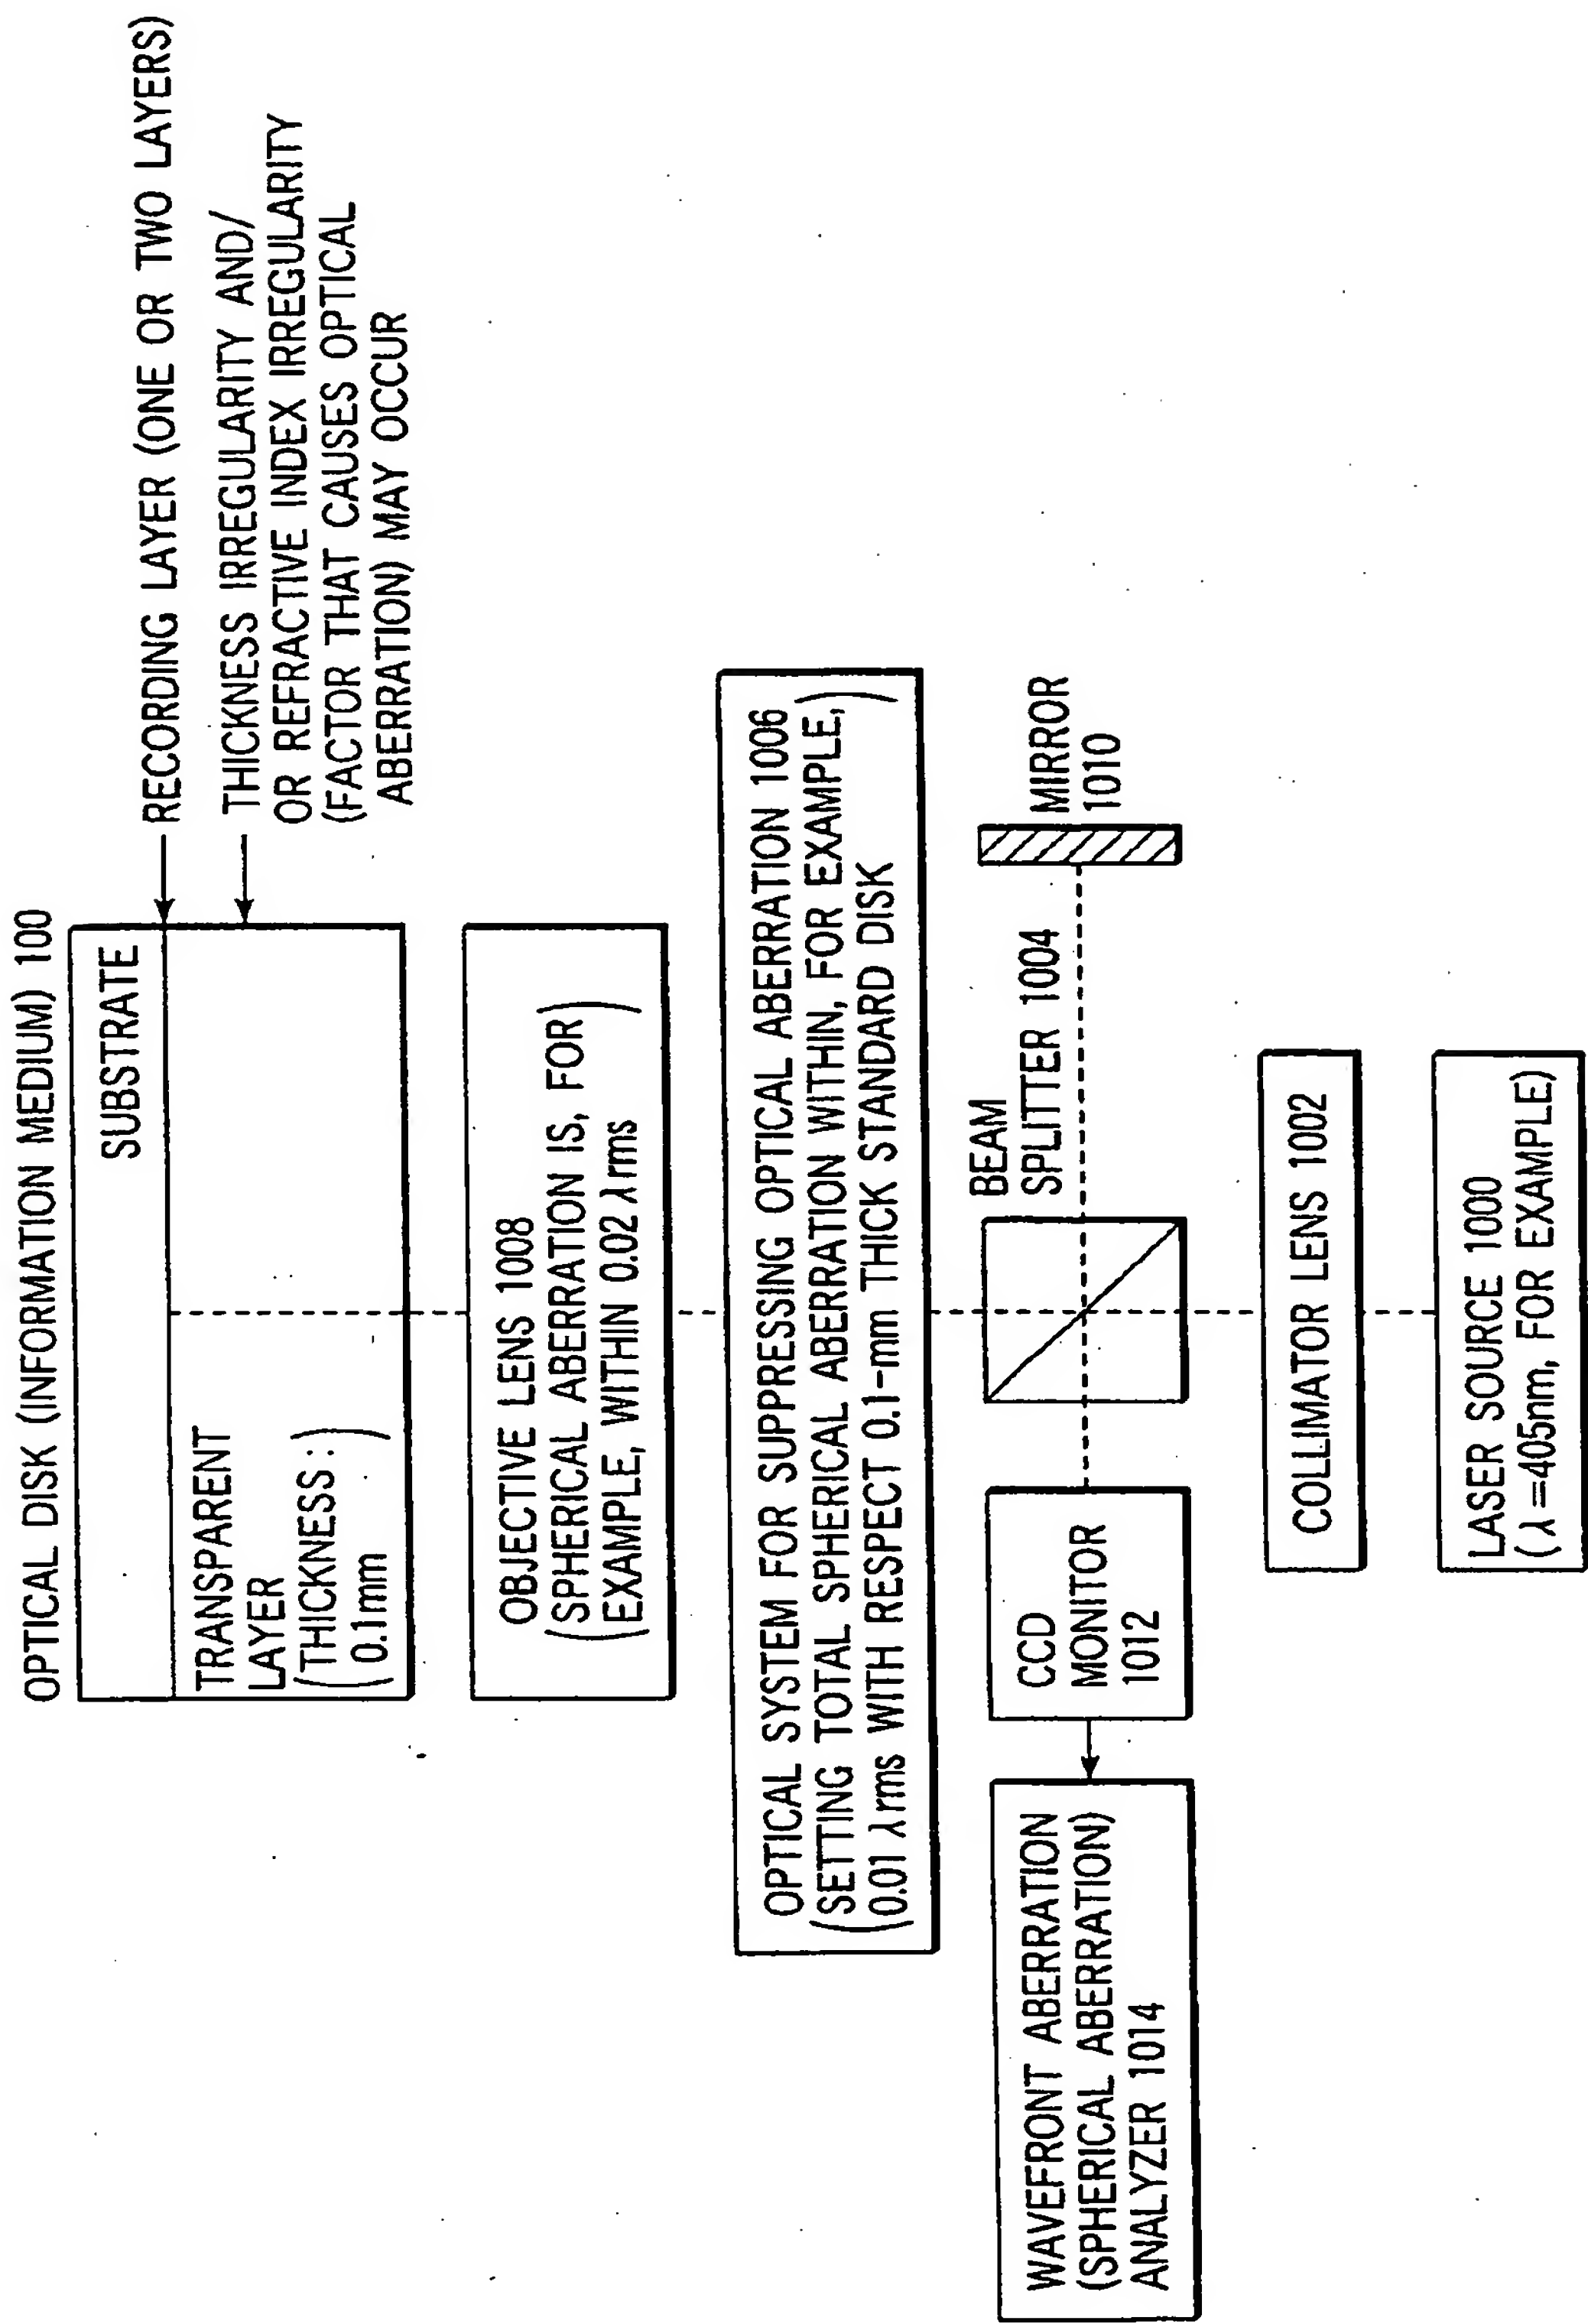 OPTICAL DISK (INFORMATION MEDIUM) 100
SUBSTRATE
TRANSPARENT
LAYER
(THICKNESS :
0.1mm)
RECORDING LAYER (ONE OR TWO LAYERS)
THICKNESS IRREGULARITY AND/
OR REFRACTIVE INDEX IRREGULARITY
(FACTOR THAT CAUSES OPTICAL
ABERRATION) MAY OCCUR
OBJECTIVE LENS 1008
(SPHERICAL ABERRATION IS, FOR
EXAMPLE, WITHIN 0.02 λrms)
OPTICAL SYSTEM FOR SUPPRESSING OPTICAL ABERRATION 1006
(SETTING TOTAL SPHERICAL ABERRATION WITHIN, FOR EXAMPLE,
0.01 λrms WITH RESPECT 0.1-mm THICK STANDARD DISK)
BEAM
SPLITTER 1004
MIRROR
1010
CCD
MONITOR
1012
WAVEFRONT ABERRATION
(SPHERICAL ABERRATION)
ANALYZER 1014
COLLIMATOR LENS 1002
LASER SOURCE 1000
(λ=405nm, FOR EXAMPLE)